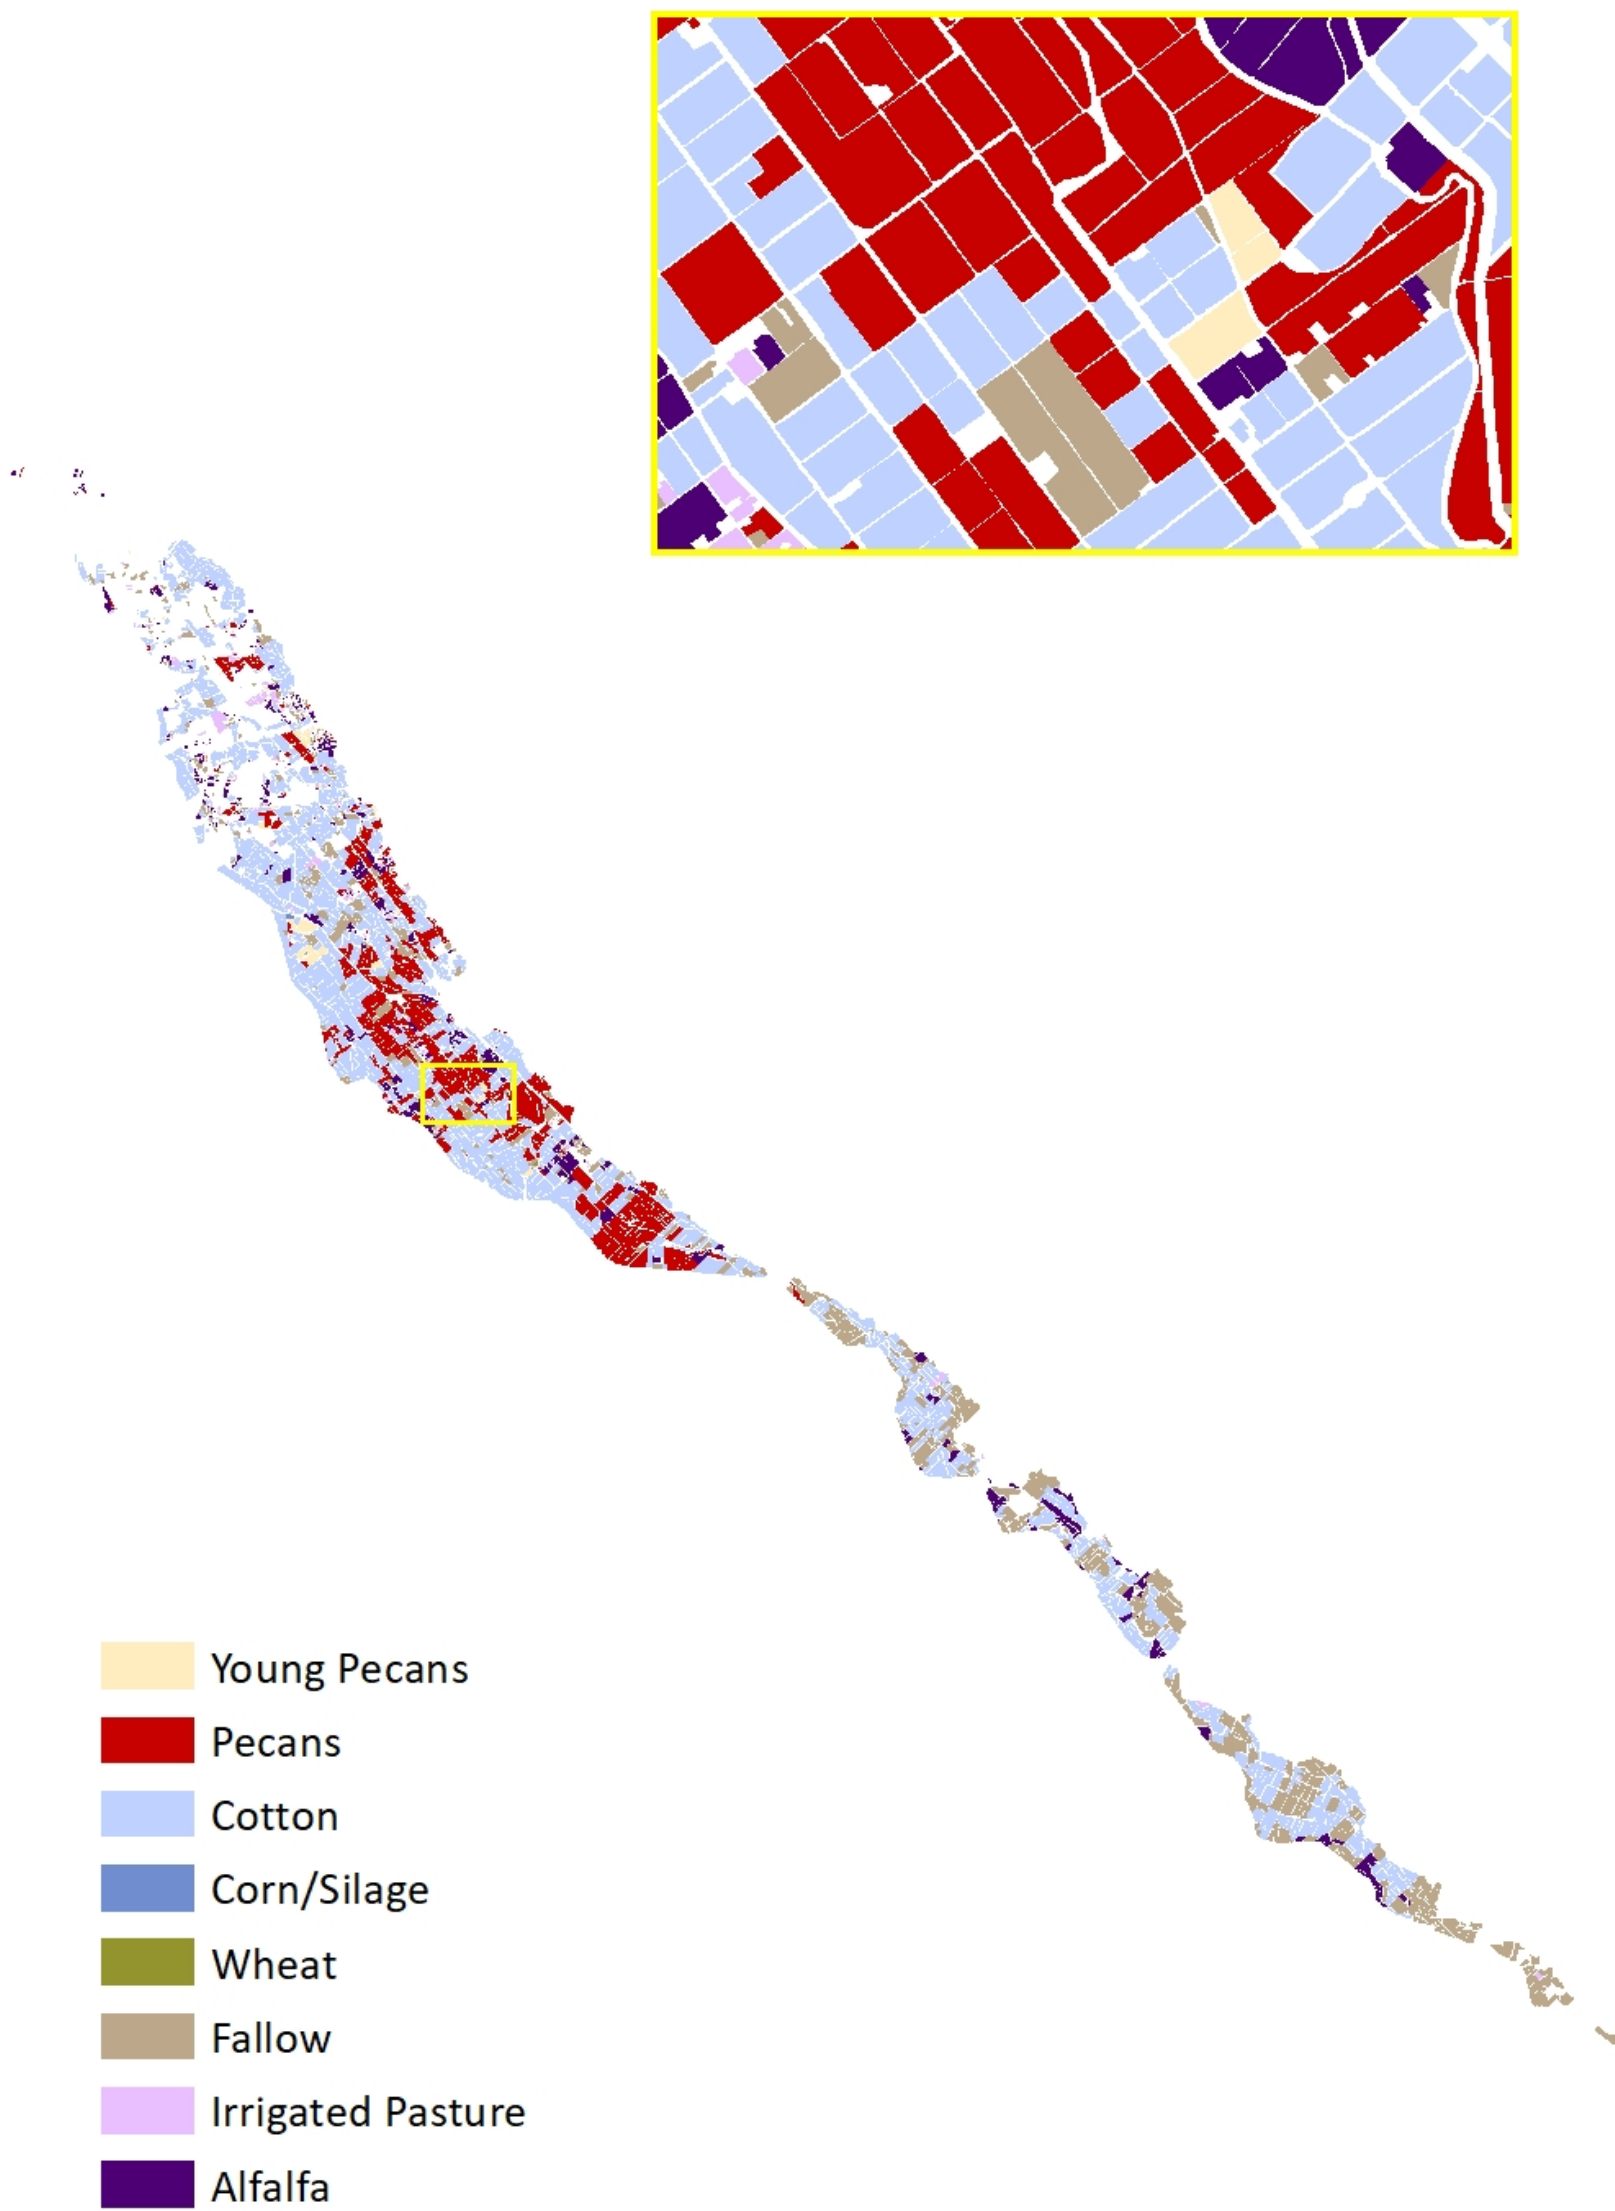 Young Pecans
Pecans
Cotton
Corn/Silage
Wheat
Fallow
Irrigated Pasture
Alfalfa